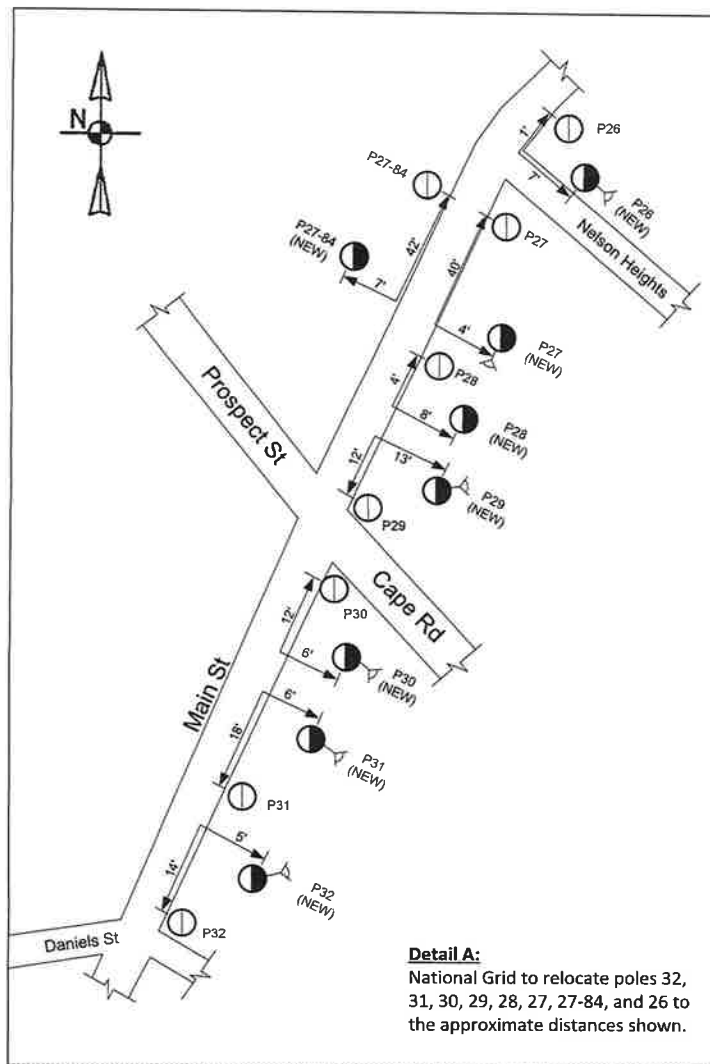 N
1'
P26
7'
P26
(NEW)
Nelson Heights
P27-84
42'
P27-84
(NEW)
7'
P27
40'
4'
P27
(NEW)
P28
4'
8'
P28
(NEW)
Prospect St
12'
13'
P29
(NEW)
P29
Cape Rd
12'
P30
6'
P30
(NEW)
Main St
6'
18'
P31
(NEW)
P31
5'
14'
P32
(NEW)
P32
Daniels St
Detail A:
National Grid to relocate poles 32,
31, 30, 29, 28, 27, 27-84, and 26 to
the approximate distances shown.